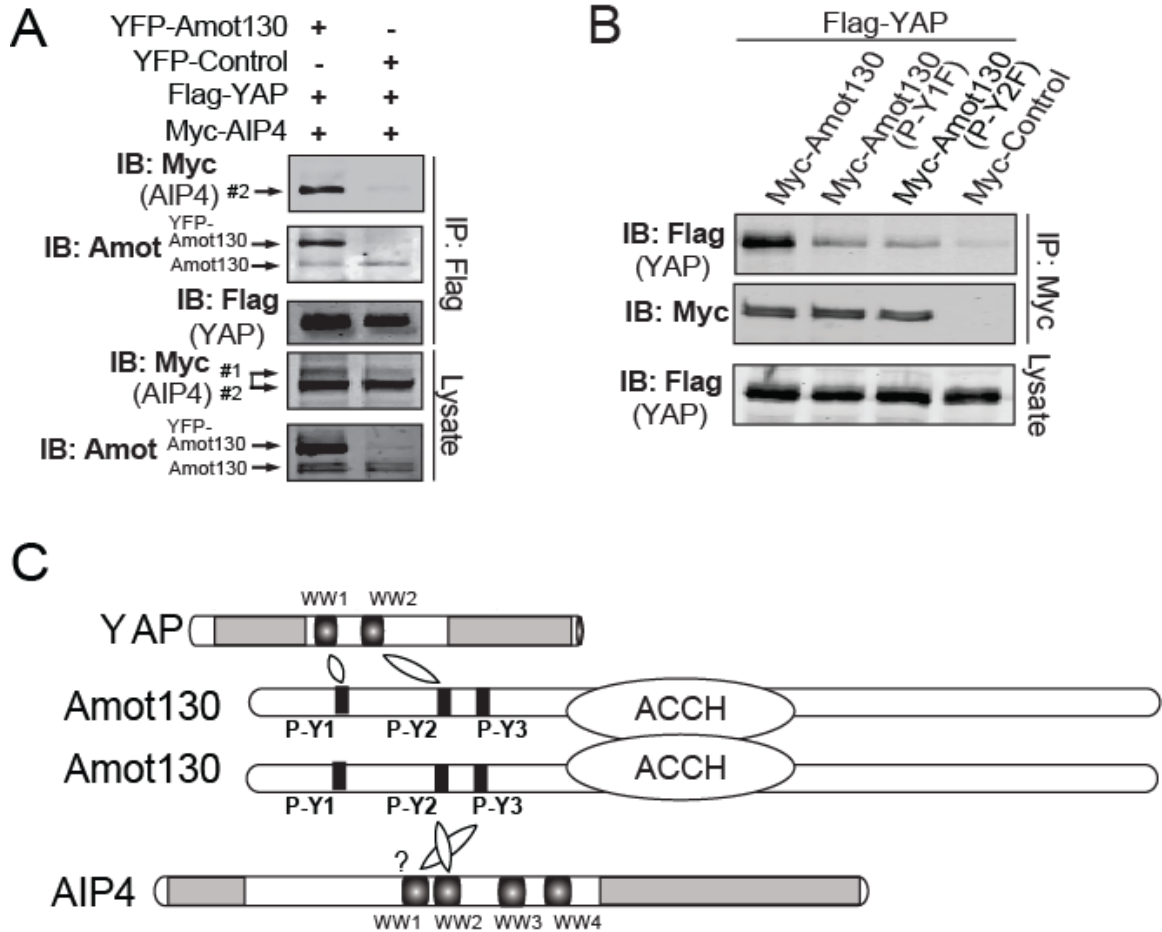 A
YFP-Amot130 + -
YFP-Control - +
Flag-YAP + +
Myc-AIP4 + +
IB: Myc
(AIP4) #2
IB: Amot
YFP-
Amot130
Amot130
IB: Flag
(YAP)
IP: Flag
IB: Myc
(AIP4)
#1
#2
IB: Amot
YFP-
Amot130
Amot130
Lysate
B
Flag-YAP
Myc-Amot130
Myc-Amot130
(P-Y1F)
Myc-Amot130
(P-Y2F)
Myc-Control
IB: Flag
(YAP)
IB: Myc
IP: Myc
IB: Flag
(YAP)
Lysate
C
WW1 WW2
YAP
Amot130 ACCH
P-Y1 P-Y2 P-Y3
Amot130 ACCH
P-Y1 P-Y2 P-Y3
?
AIP4
WW1 WW2 WW3 WW4